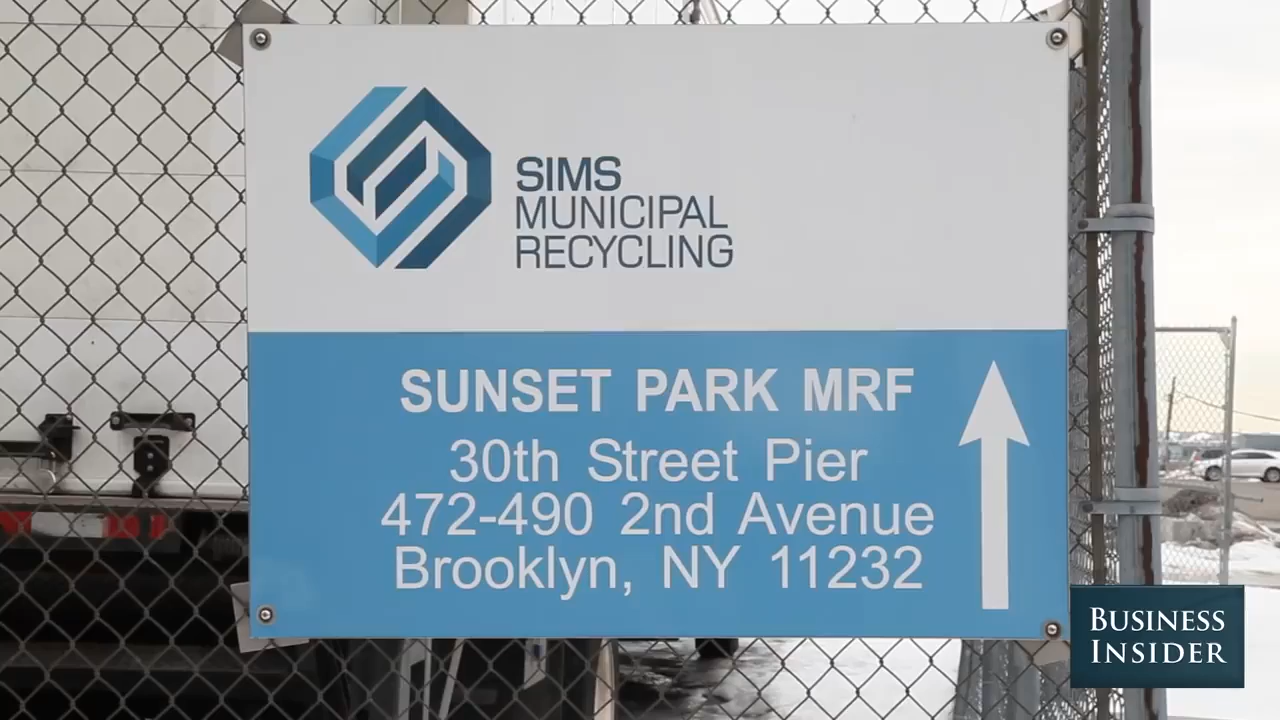 SIMS
MUNICIPAL
RECYCLING
SUNSET PARK MRF
30th Street Pier
472-490 2nd Avenue
Brooklyn, NY 11232
BUSINESS
INSIDER